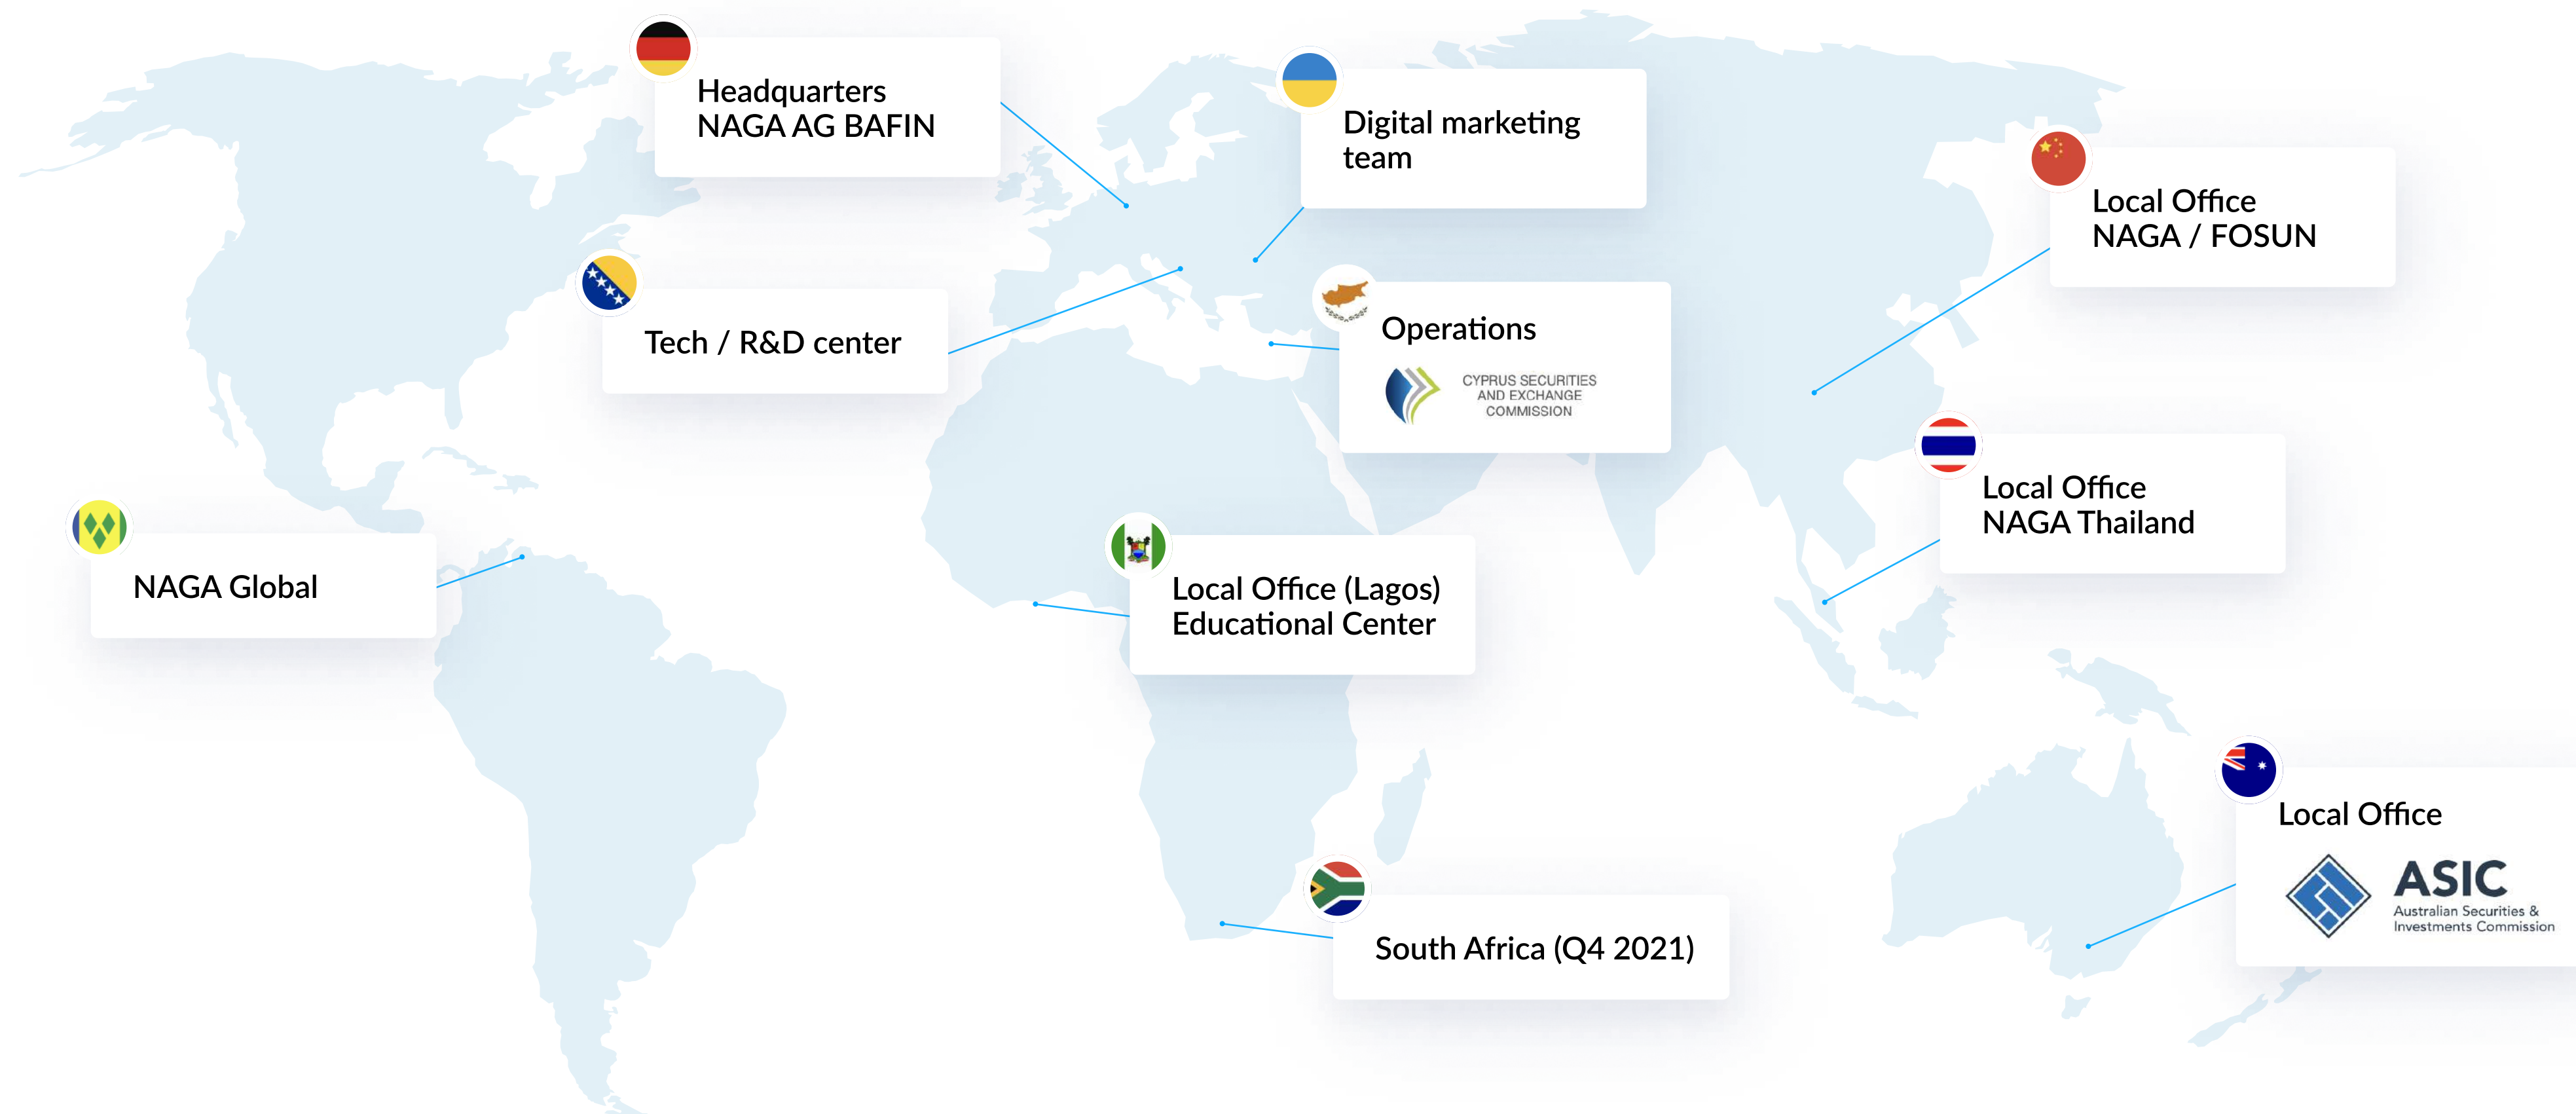 Headquarters
NAGA AG BAFIN
Digital marketing
team
Local Office
NAGA / FOSUN
Tech / R&D center
Operations
CYPRUS SECURITIES
AND EXCHANGE
COMMISSION
Local Office
NAGA Thailand
NAGA Global
Local Office (Lagos)
Educational Center
Local Office
ASIC
Australian Securities &
Investments Commission
South Africa (Q4 2021)